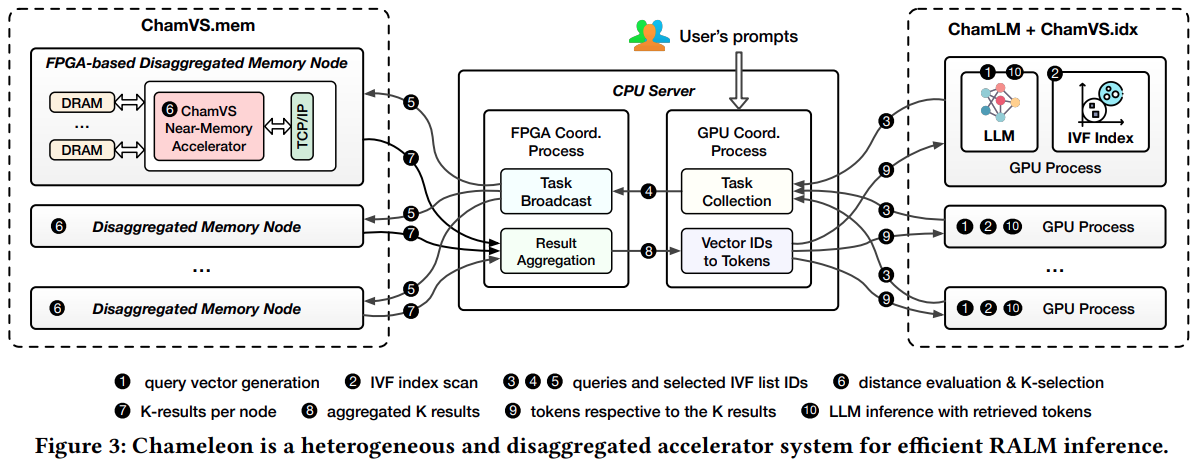 ChamVS.mem
FPGA-based Disaggregated Memory Node
DRAM
...
DRAM
6 ChamVS
Near-Memory
Accelerator
TCP/IP
6 Disaggregated Memory Node
...
6 Disaggregated Memory Node
5
7
5
7
5
7
User's prompts
CPU Server
FPGA Coord.
Process
Task
Broadcast
Result
Aggregation
4
8
GPU Coord.
Process
Task
Collection
Vector IDs
to Tokens
3
9
3
9
3
9
ChamLM + ChamVS.idx
1 10
LLM
2
IVF Index
GPU Process
1 2 10 GPU Process
...
1 2 10 GPU Process
1 query vector generation 2 IVF index scan 3 4 5 queries and selected IVF list IDs 6 distance evaluation & K-selection
7 K-results per node 8 aggregated K results 9 tokens respective to the K results 10 LLM inference with retrieved tokens
Figure 3: Chameleon is a heterogeneous and disaggregated accelerator system for efficient RALM inference.